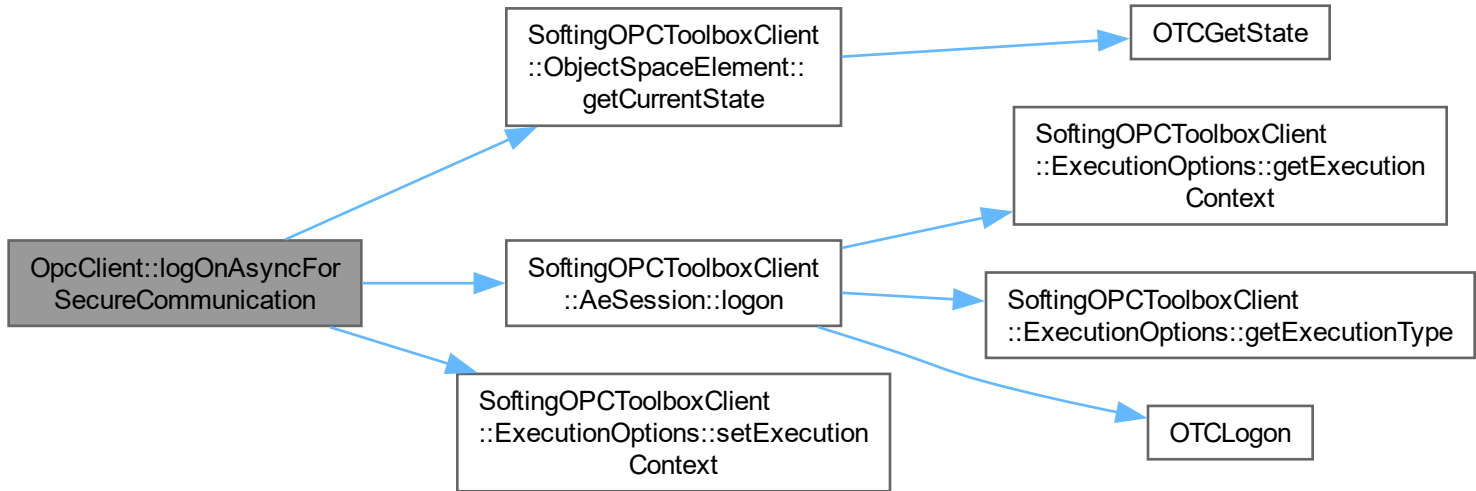 OpcClient::logOnAsyncFor
SecureCommunication
SoftingOPCToolboxClient
::ObjectSpaceElement::
getCurrentState
OTCGetState
SoftingOPCToolboxClient
::AeSession::logon
SoftingOPCToolboxClient
::ExecutionOptions::getExecution
Context
SoftingOPCToolboxClient
::ExecutionOptions::getExecutionType
OTCLogon
SoftingOPCToolboxClient
::ExecutionOptions::setExecution
Context